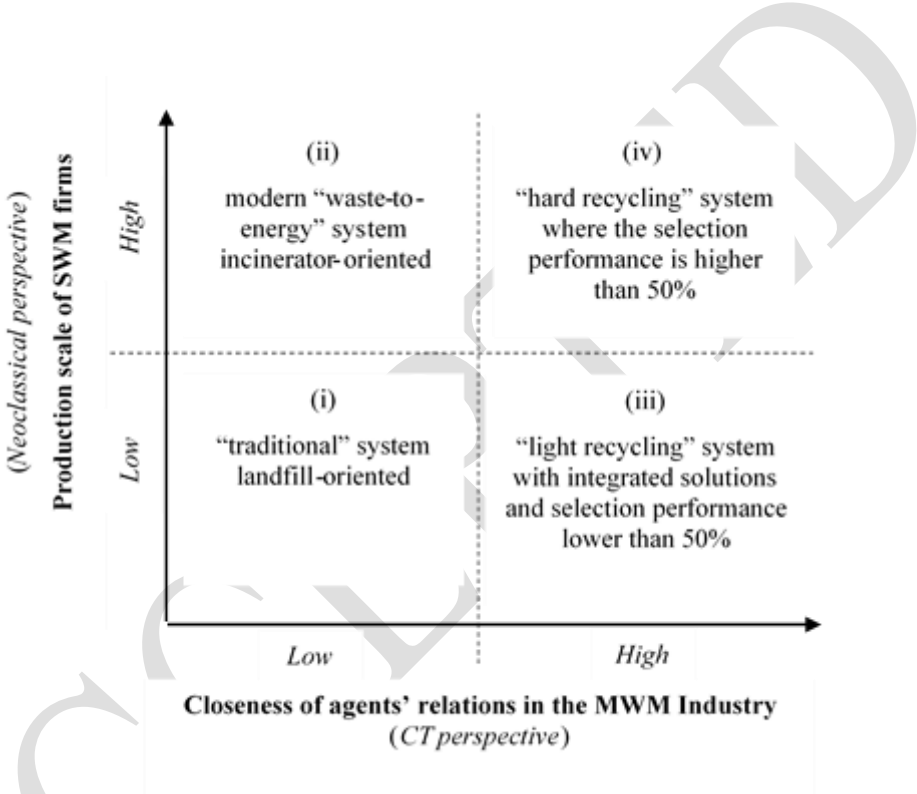 (Neoclassical perspective)
Production scale of SWM firms
High
Low
(ii)
modern “waste-to-
energy” system
incinerator-oriented
(iv)
“hard recycling” system
where the selection
performance is higher
than 50%
(i)
“traditional” system
landfill-oriented
(iii)
“light recycling” system
with integrated solutions
and selection performance
lower than 50%
Low
High
Closeness of agents’ relations in the MWM Industry
(CT perspective)